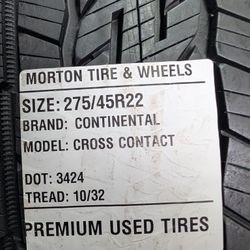 MORTON TIRE & WHEELS
SIZE: 275/45R22
BRAND: CONTINENTAL
MODEL: CROSS CONTACT
DOT: 3424
TREAD: 10/32
PREMIUM USED TIRES